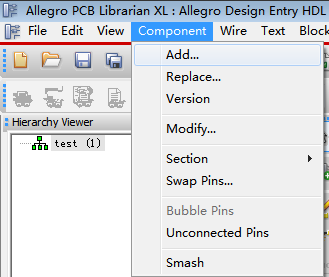 Allegro PCB Librarian XL : Allegro Design Entry HDL
File Edit View Component Wire Text Block
Add...
Replace...
Version
Modify...
Hierarchy Viewer
test (1)
Section
Swap Pins...
Bubble Pins
Unconnected Pins
Smash